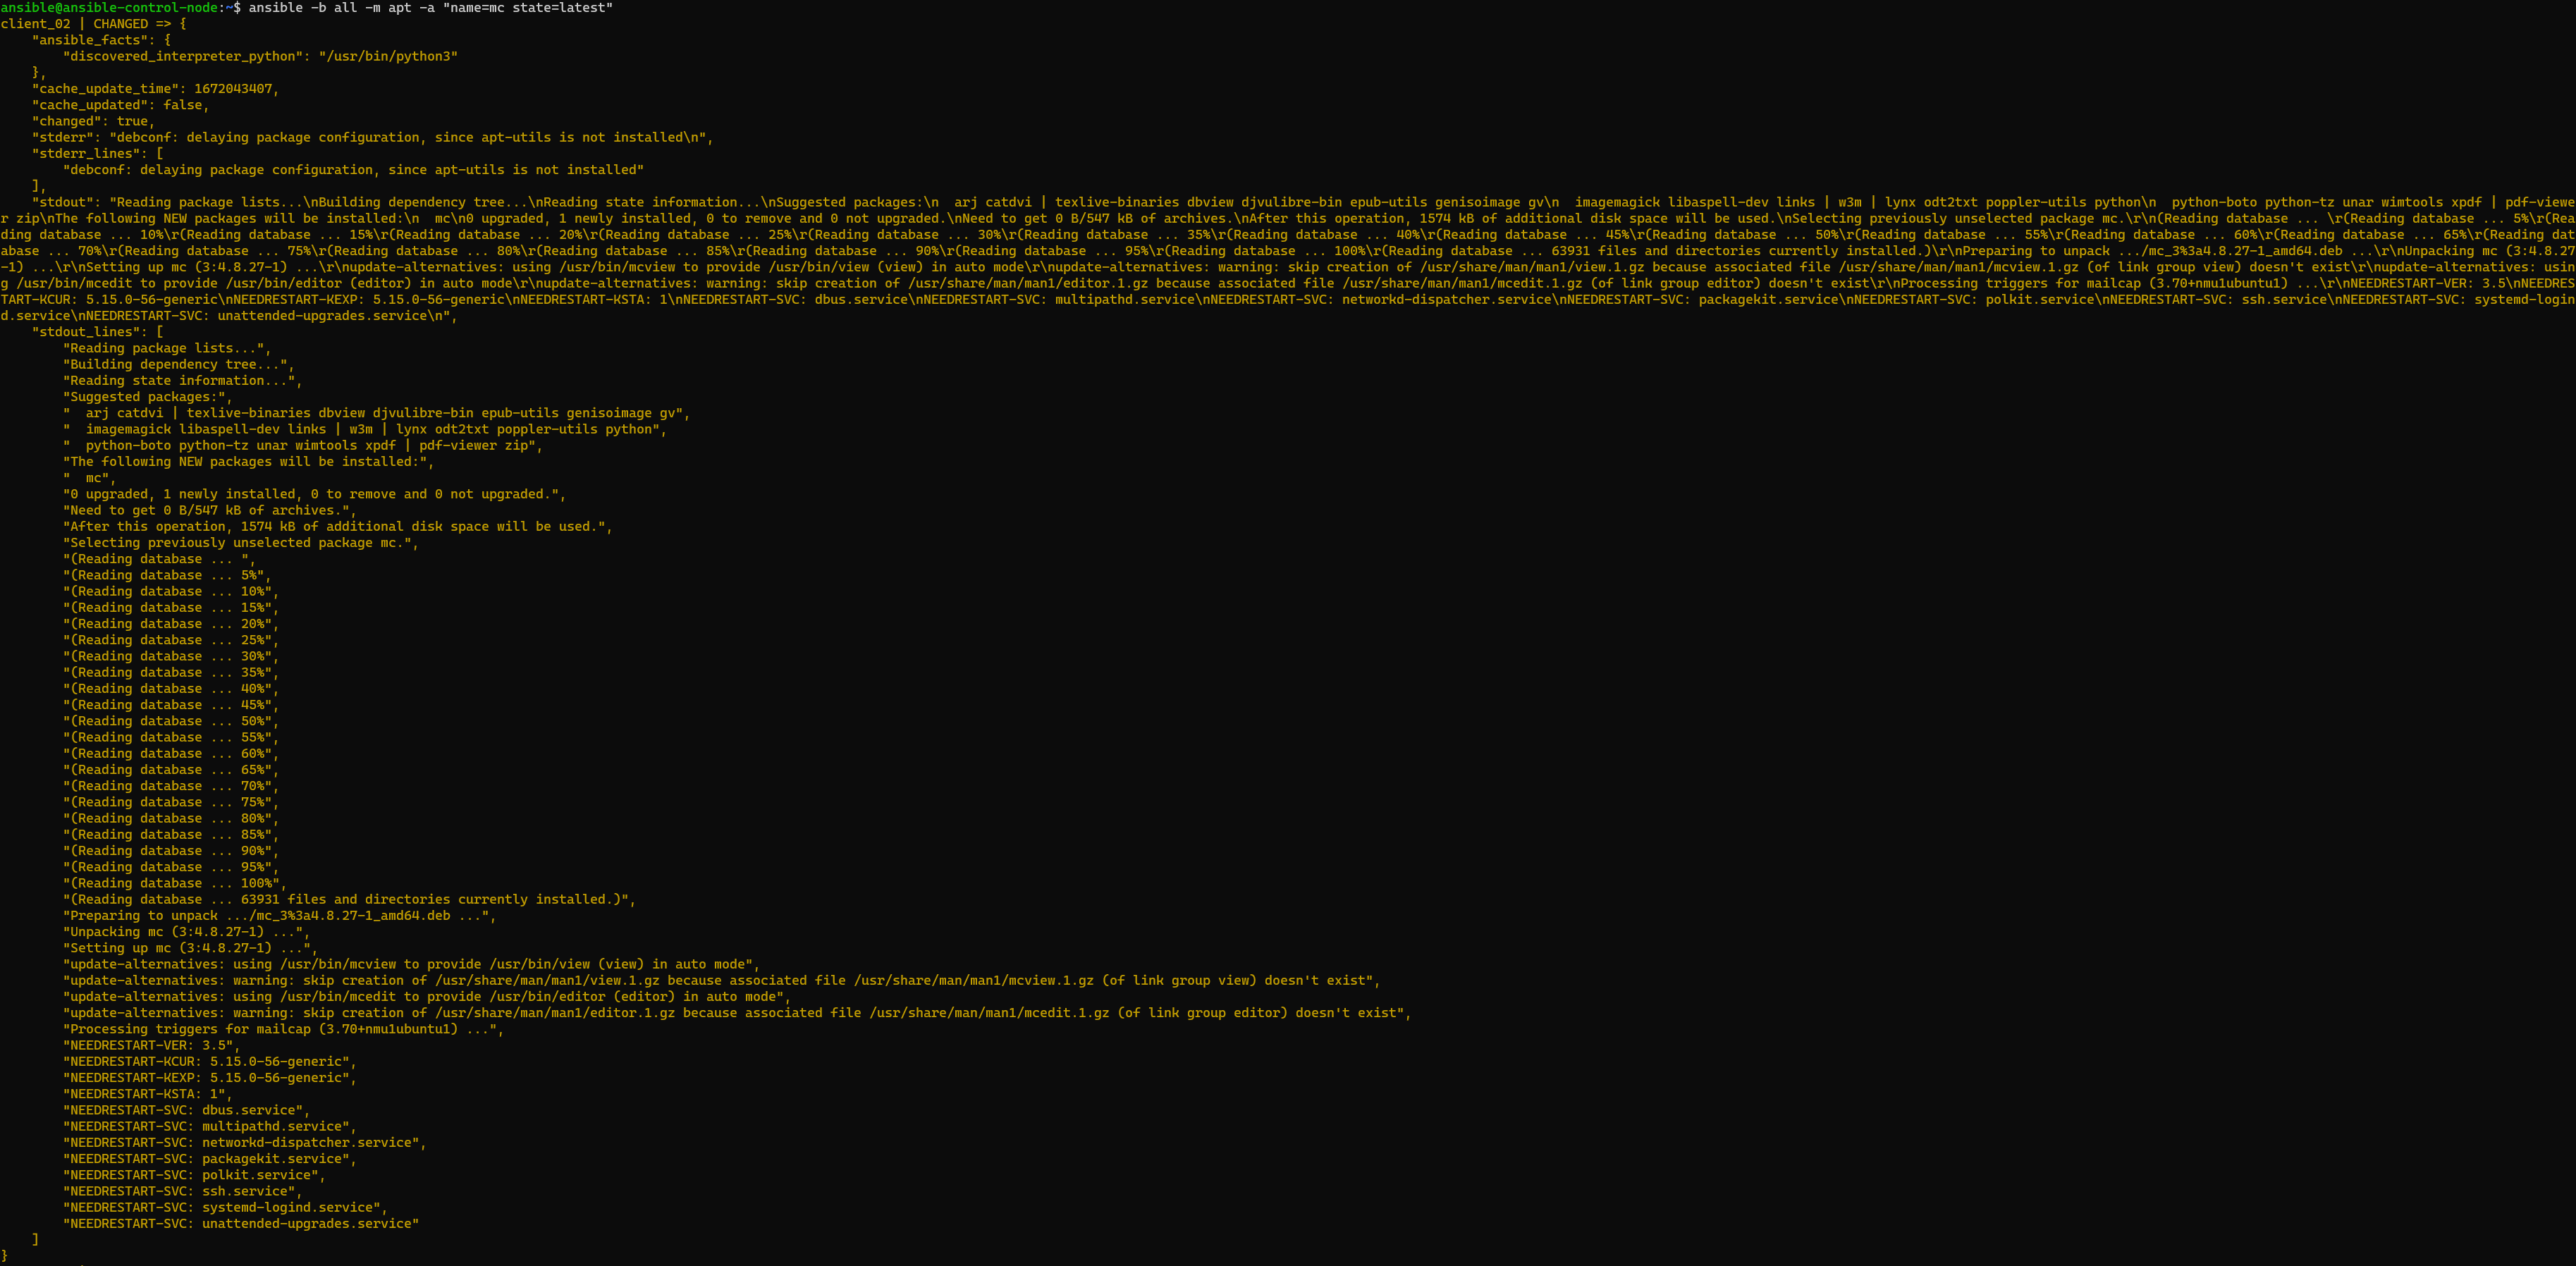 ansible@ansible-control-node:~$ ansible -b all -m apt -a "name=mc state=latest"
client_02 | CHANGED => {
    "ansible_facts": {
        "discovered_interpreter_python": "/usr/bin/python3"
    },
    "cache_update_time": 1672043407,
    "cache_updated": false,
    "changed": true,
    "stderr": "debconf: delaying package configuration, since apt-utils is not installed\n",
    "stderr_lines": [
        "debconf: delaying package configuration, since apt-utils is not installed"
    ],
    "stdout": "Reading package lists...\nBuilding dependency tree...\nReading state information...\nSuggested packages:\n  arj catdvi | texlive-binaries dbview djvulibre-bin epub-utils genisoimage gv\n  imagemagick libaspell-dev links | w3m | lynx odt2txt poppler-utils python\n  python-boto python-tz unar wimtools xpdf | pdf-viewe
r zip\nThe following NEW packages will be installed:\n  mc\n0 upgraded, 1 newly installed, 0 to remove and 0 not upgraded.\nNeed to get 0 B/547 kB of archives.\nAfter this operation, 1574 kB of additional disk space will be used.\nSelecting previously unselected package mc.\r\n(Reading database ... \r(Reading database ... 5%\r(Rea
ding database ... 10%\r(Reading database ... 15%\r(Reading database ... 20%\r(Reading database ... 25%\r(Reading database ... 30%\r(Reading database ... 35%\r(Reading database ... 40%\r(Reading database ... 45%\r(Reading database ... 50%\r(Reading database ... 55%\r(Reading database ... 60%\r(Reading database ... 65%\r(Reading dat
abase ... 70%\r(Reading database ... 75%\r(Reading database ... 80%\r(Reading database ... 85%\r(Reading database ... 90%\r(Reading database ... 95%\r(Reading database ... 100%\r(Reading database ... 63931 files and directories currently installed.)\r\nPreparing to unpack .../mc_3%3a4.8.27-1_amd64.deb ...\r\nUnpacking mc (3:4.8.27
-1) ...\r\nSetting up mc (3:4.8.27-1) ...\r\nupdate-alternatives: using /usr/bin/mcview to provide /usr/bin/view (view) in auto mode\r\nupdate-alternatives: warning: skip creation of /usr/share/man/man1/view.1.gz because associated file /usr/share/man/man1/mcview.1.gz (of link group view) doesn't exist\r\nupdate-alternatives: usin
g /usr/bin/mcedit to provide /usr/bin/editor (editor) in auto mode\r\nupdate-alternatives: warning: skip creation of /usr/share/man/man1/editor.1.gz because associated file /usr/share/man/man1/mcedit.1.gz (of link group editor) doesn't exist\r\nProcessing triggers for mailcap (3.70+nmu1ubuntu1) ...\r\nNEEDRESTART-VER: 3.5\nNEEDRES
TART-KCUR: 5.15.0-56-generic\nNEEDRESTART-KEXP: 5.15.0-56-generic\nNEEDRESTART-KSTA: 1\nNEEDRESTART-SVC: dbus.service\nNEEDRESTART-SVC: multipathd.service\nNEEDRESTART-SVC: networkd-dispatcher.service\nNEEDRESTART-SVC: packagekit.service\nNEEDRESTART-SVC: polkit.service\nNEEDRESTART-SVC: ssh.service\nNEEDRESTART-SVC: systemd-login
d.service\nNEEDRESTART-SVC: unattended-upgrades.service\n",
    "stdout_lines": [
        "Reading package lists...",
        "Building dependency tree...",
        "Reading state information...",
        "Suggested packages:",
        "  arj catdvi | texlive-binaries dbview djvulibre-bin epub-utils genisoimage gv",
        "  imagemagick libaspell-dev links | w3m | lynx odt2txt poppler-utils python",
        "  python-boto python-tz unar wimtools xpdf | pdf-viewer zip",
        "The following NEW packages will be installed:",
        "  mc",
        "0 upgraded, 1 newly installed, 0 to remove and 0 not upgraded.",
        "Need to get 0 B/547 kB of archives.",
        "After this operation, 1574 kB of additional disk space will be used.",
        "Selecting previously unselected package mc.",
        "(Reading database ... ",
        "(Reading database ... 5%",
        "(Reading database ... 10%",
        "(Reading database ... 15%",
        "(Reading database ... 20%",
        "(Reading database ... 25%",
        "(Reading database ... 30%",
        "(Reading database ... 35%",
        "(Reading database ... 40%",
        "(Reading database ... 45%",
        "(Reading database ... 50%",
        "(Reading database ... 55%",
        "(Reading database ... 60%",
        "(Reading database ... 65%",
        "(Reading database ... 70%",
        "(Reading database ... 75%",
        "(Reading database ... 80%",
        "(Reading database ... 85%",
        "(Reading database ... 90%",
        "(Reading database ... 95%",
        "(Reading database ... 100%",
        "(Reading database ... 63931 files and directories currently installed.)",
        "Preparing to unpack .../mc_3%3a4.8.27-1_amd64.deb ...",
        "Unpacking mc (3:4.8.27-1) ...",
        "Setting up mc (3:4.8.27-1) ...",
        "update-alternatives: using /usr/bin/mcview to provide /usr/bin/view (view) in auto mode",
        "update-alternatives: warning: skip creation of /usr/share/man/man1/view.1.gz because associated file /usr/share/man/man1/mcview.1.gz (of link group view) doesn't exist",
        "update-alternatives: using /usr/bin/mcedit to provide /usr/bin/editor (editor) in auto mode",
        "update-alternatives: warning: skip creation of /usr/share/man/man1/editor.1.gz because associated file /usr/share/man/man1/mcedit.1.gz (of link group editor) doesn't exist",
        "Processing triggers for mailcap (3.70+nmu1ubuntu1) ...",
        "NEEDRESTART-VER: 3.5",
        "NEEDRESTART-KCUR: 5.15.0-56-generic",
        "NEEDRESTART-KEXP: 5.15.0-56-generic",
        "NEEDRESTART-KSTA: 1",
        "NEEDRESTART-SVC: dbus.service",
        "NEEDRESTART-SVC: multipathd.service",
        "NEEDRESTART-SVC: networkd-dispatcher.service",
        "NEEDRESTART-SVC: packagekit.service",
        "NEEDRESTART-SVC: polkit.service",
        "NEEDRESTART-SVC: ssh.service",
        "NEEDRESTART-SVC: systemd-logind.service",
        "NEEDRESTART-SVC: unattended-upgrades.service"
    ]
}